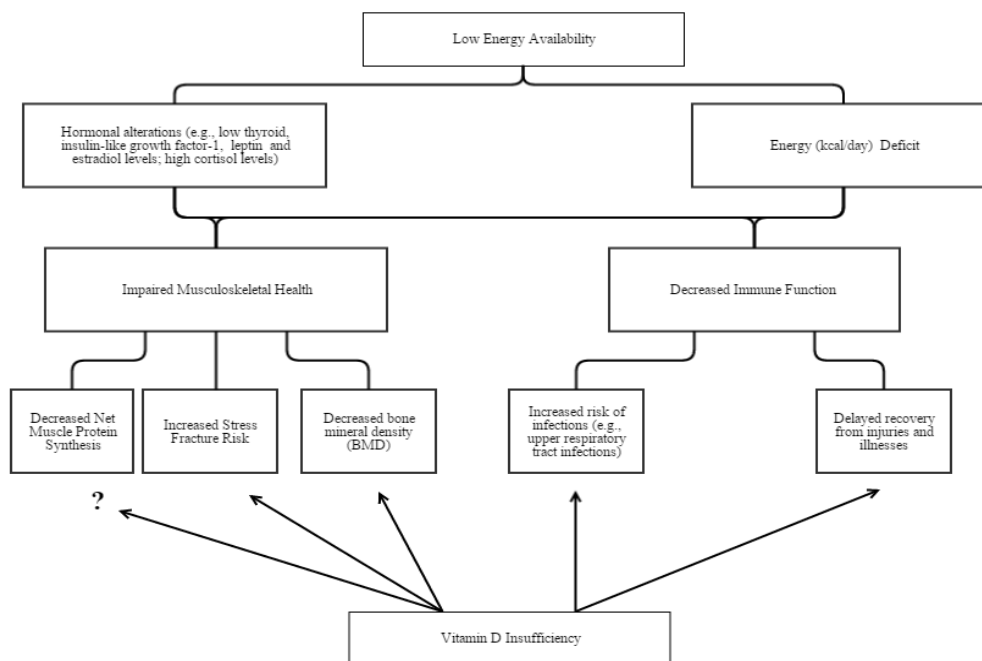 Low Energy Availability
Hormonal alterations (e.g., low thyroid,
insulin-like growth factor-1, leptin and
estradiol levels; high cortisol levels)
Energy (kcal/day) Deficit
Impaired Musculoskeletal Health
Decreased Immune Function
Decreased Net
Muscle Protein
Synthesis
Increased Stress
Fracture Risk
Decreased bone
mineral density
(BMD)
Increased risk of
infections (e.g.,
upper respiratory
tract infections)
Delayed recovery
from injuries and
illnesses
?
Vitamin D Insufficiency